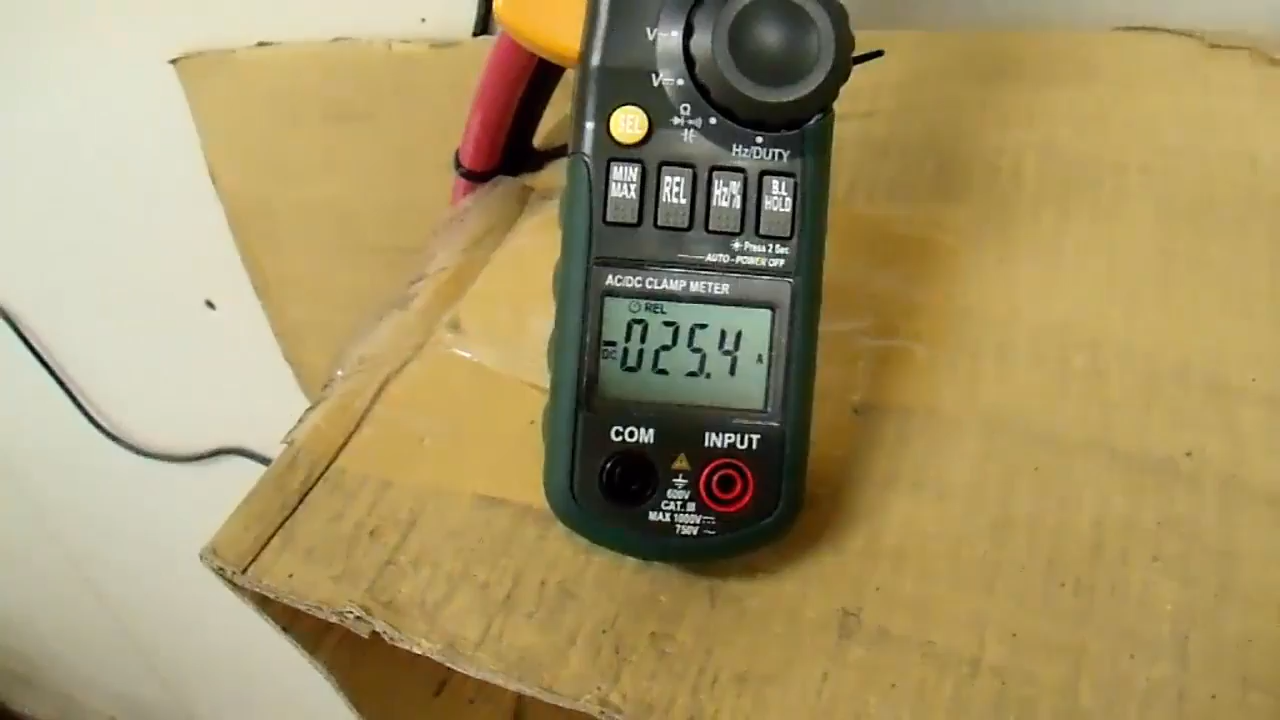 V~
V⎓
SEL
Ω
Hz/DUTY
MIN
MAX
REL
Hz/%
B.L
HOLD
Press 2 Sec
AUTO - POWER OFF
AC/DC CLAMP METER
REL
DC
-025.4 A
COM
INPUT
600V
CAT. III
MAX 1000V⎓
750V ~